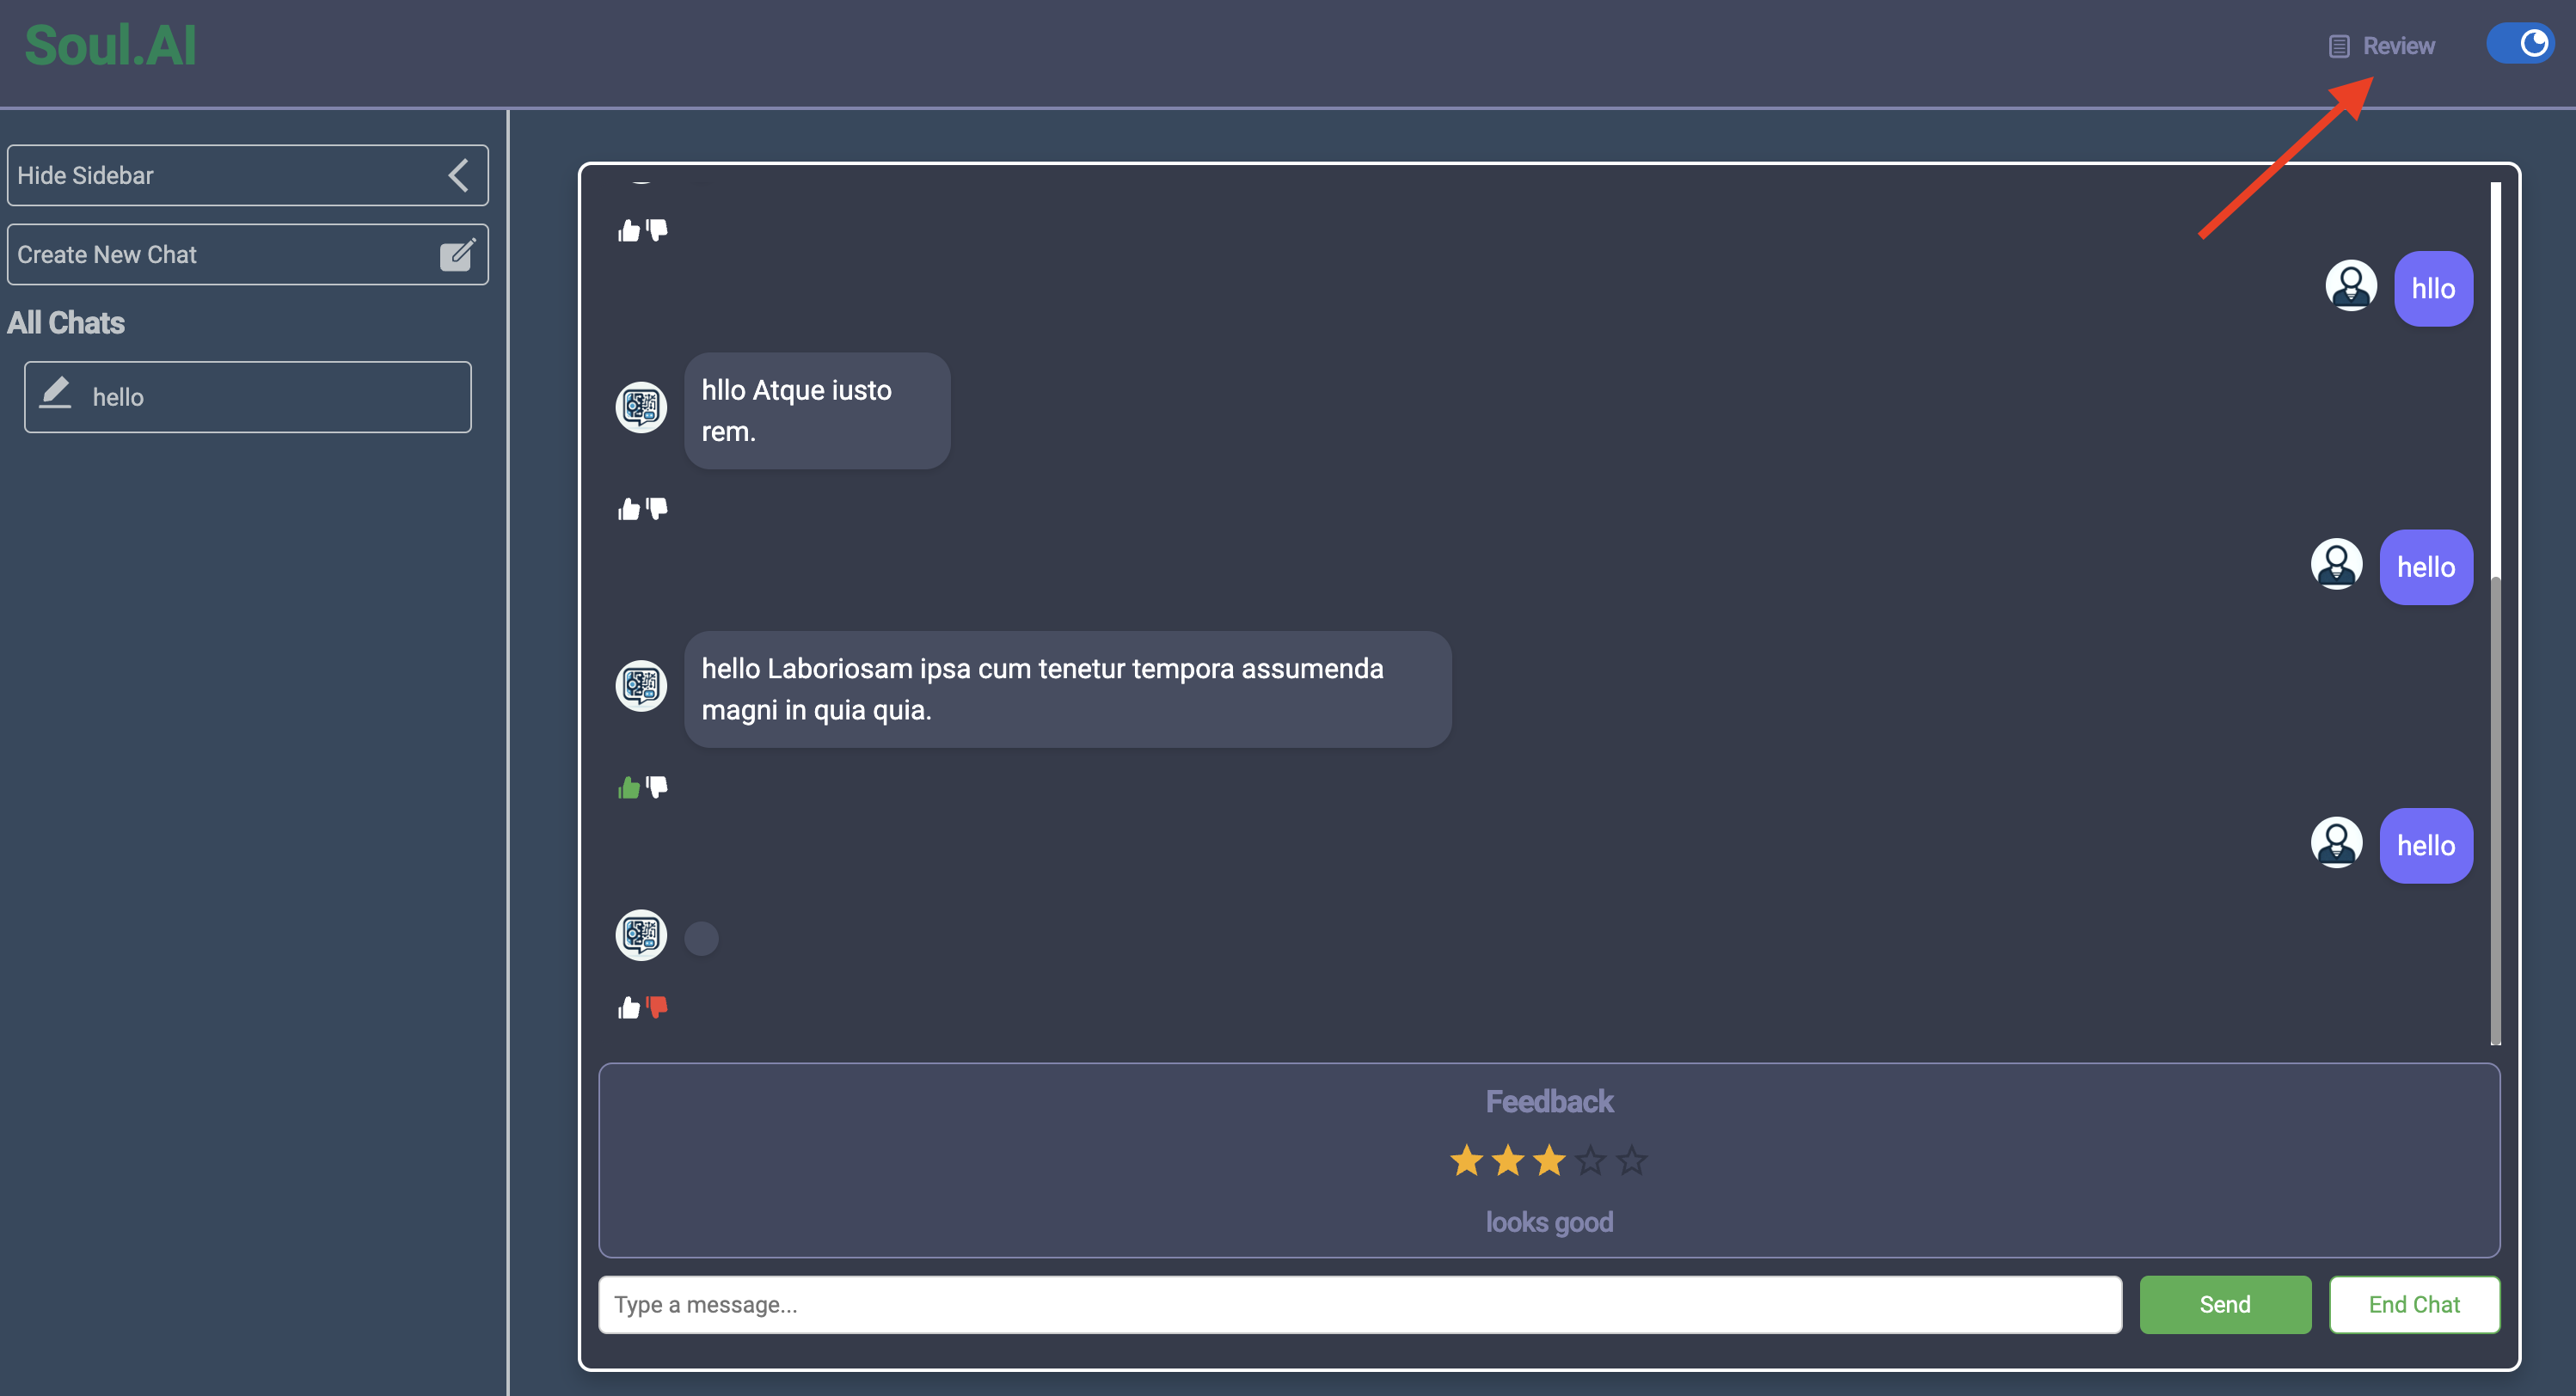 Soul.AI
Review
Hide Sidebar
Create New Chat
All Chats
hello
hllo
hllo Atque iusto
rem.
hello
hello Laboriosam ipsa cum tenetur tempora assumenda
magni in quia quia.
hello
Feedback
looks good
Type a message...
Send
End Chat